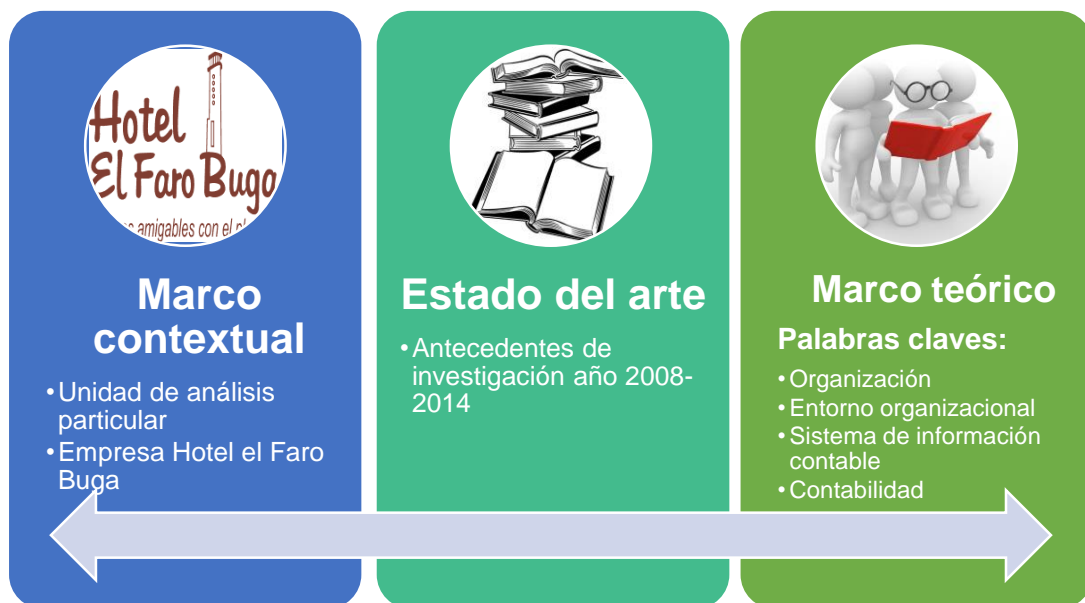 Hotel
El Faro Buga
amigables con el
Marco
contextual
•Unidad de análisis
particular
•Empresa Hotel el Faro
Buga
Estado del arte
•Antecedentes de
investigación año 2008-
2014
Marco teórico
Palabras claves:
•Organización
•Entorno organizacional
•Sistema de información
contable
•Contabilidad